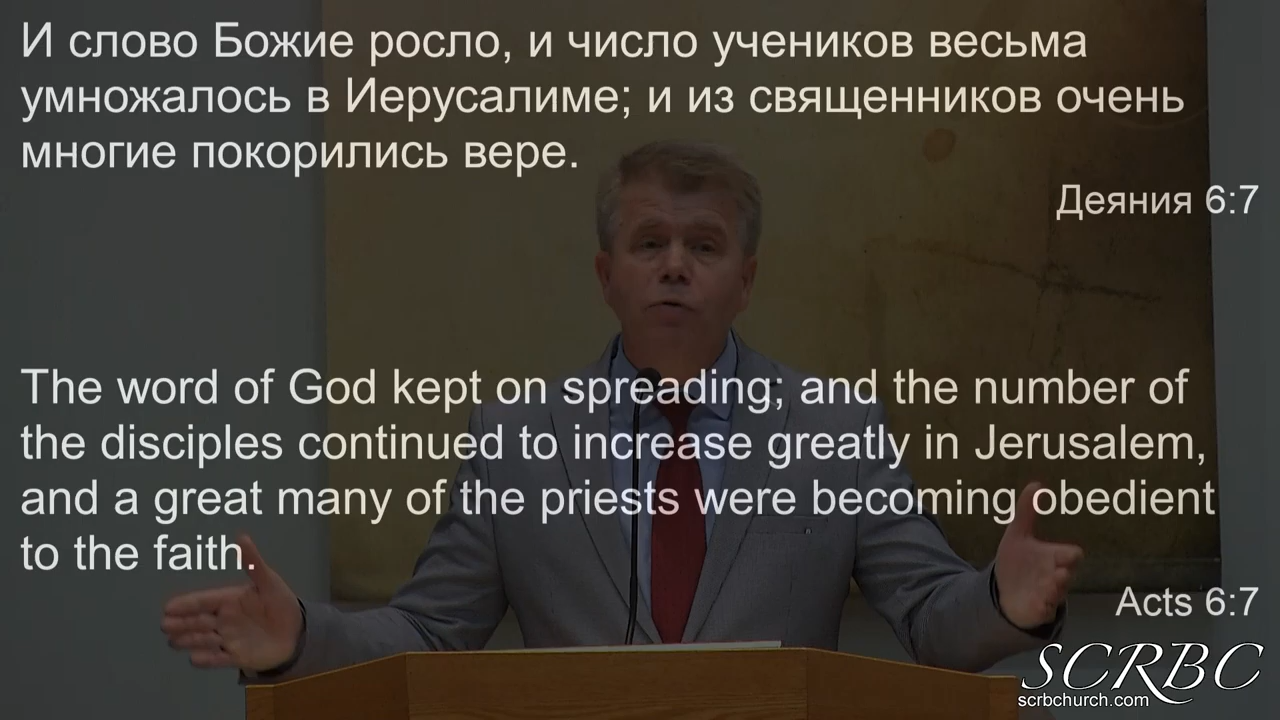 И слово Божие росло, и число учеников весьма
умножалось в Иерусалиме; и из священников очень
многие покорились вере.
Деяния 6:7
The word of God kept on spreading; and the number of
the disciples continued to increase greatly in Jerusalem,
and a great many of the priests were becoming obedient
to the faith.
Acts 6:7
SCRBC
scrbchurch.com